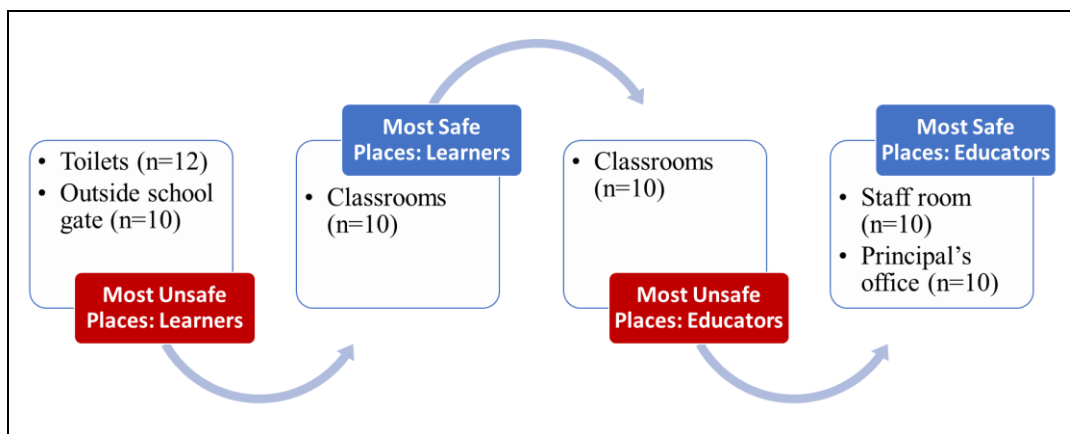 • Toilets (n=12)
• Outside school
gate (n=10)
Most Unsafe
Places: Learners
Most Safe
Places: Learners
• Classrooms
(n=10)
• Classrooms
(n=10)
Most Unsafe
Places: Educators
Most Safe
Places: Educators
• Staff room
(n=10)
• Principal's
office (n=10)